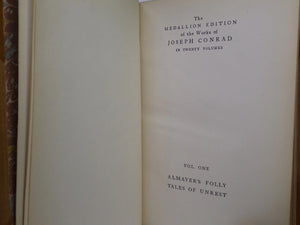 The
MEDALLION EDITION
of the Works of
JOSEPH CONRAD
IN TWENTY VOLUMES
VOL. ONE
ALMAYER'S FOLLY
TALES OF UNREST